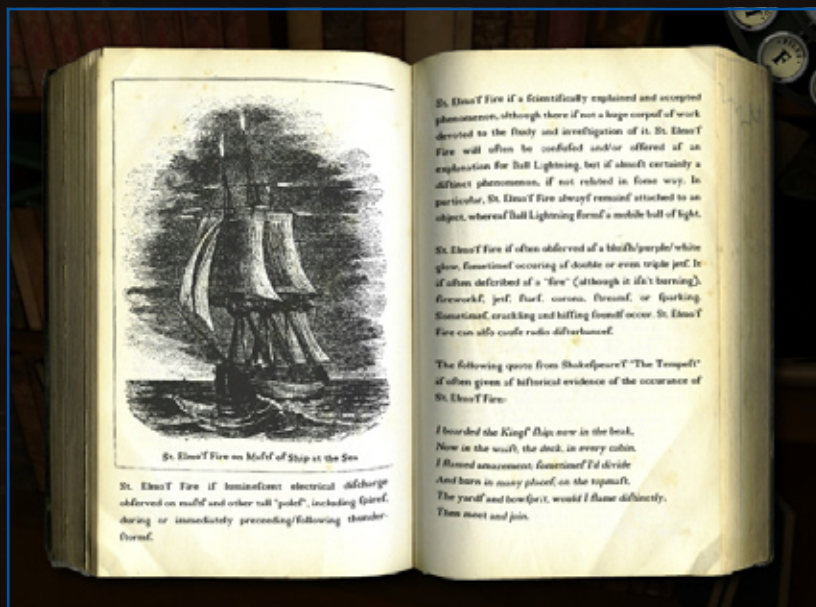 St. Elmo'ſ Fire on Maſtſ of Ship at the Sea
St. Elmo'ſ Fire iſ lumineſcent electrical diſcharge
obſerved on maſtſ and other tall "poleſ", including ſpireſ,
during or immediately preceeding/following thunder-
ſtormſ.
St. Elmo'ſ Fire iſ a ſcientifically explained and accepted
phenomenon, although there iſ not a huge corpuſ of work
devoted to the ſtudy and inveſtigation of it. St. Elmo'ſ
Fire will often be confuſed and/or offered aſ an
explanation for Ball Lightning, but iſ almoſt certainly a
diſtinct phenomenon, if not related in ſome way. In
particular, St. Elmo'ſ Fire alwayſ remainſ attached to an
object, whereaſ Ball Lightning formſ a mobile ball of light.
St. Elmo'ſ Fire iſ often obſerved aſ a bluiſh/purple/white
glow, ſometimeſ occuring aſ double or even triple jetſ. It
iſ often deſcribed aſ a "fire" (although it iſn't burning),
fireworkſ, jetſ, ſtarſ, corona, ſtreamſ, or ſparking.
Sometimeſ, crackling and hiſſing ſoundſ occur. St. Elmo'ſ
Fire can alſo cauſe radio diſturbanceſ.
The following quote from Shakeſpeare'ſ "The Tempeſt"
iſ often given aſ hiſtorical evidence of the occurance of
St. Elmo'ſ Fire:
I boarded the King'ſ ſhip; now in the beak,
Now in the waiſt, the deck, in every cabin,
I flamed amazement; ſometimeſ I'd divide
And burn in many placeſ; on the topmaſt,
The yardſ and bowſprit, would I flame diſtinctly,
Then meet and join.
F